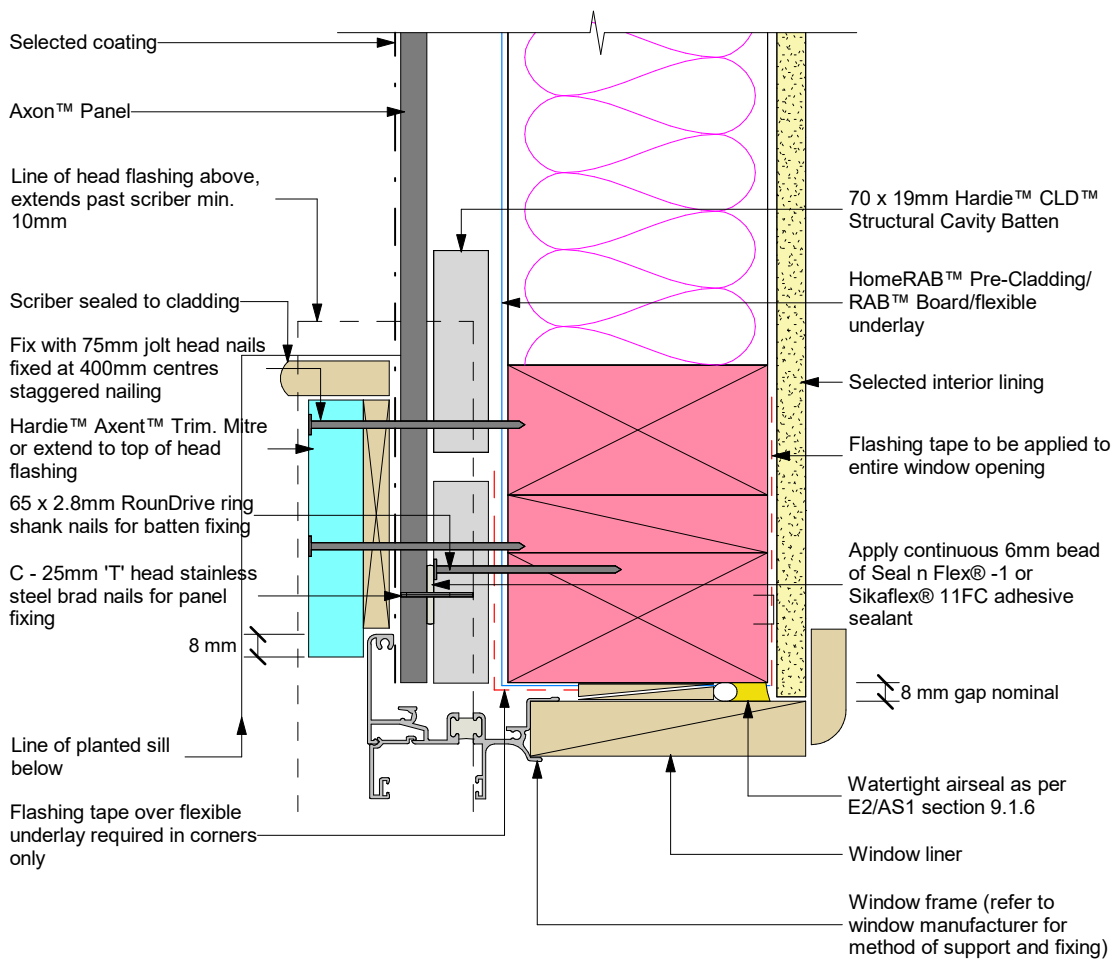 Selected coating
Axon™ Panel
Line of head flashing above,
extends past scriber min.
10mm
Scriber sealed to cladding
Fix with 75mm jolt head nails
fixed at 400mm centres
staggered nailing
Hardie™ Axent™ Trim. Mitre
or extend to top of head
flashing
65 x 2.8mm RounDrive ring
shank nails for batten fixing
C - 25mm 'T' head stainless
steel brad nails for panel
fixing
8 mm
Line of planted sill
below
Flashing tape over flexible
underlay required in corners
only
70 x 19mm Hardie™ CLD™
Structural Cavity Batten
HomeRAB™ Pre-Cladding/
RAB™ Board/flexible
underlay
Selected interior lining
Flashing tape to be applied to
entire window opening
Apply continuous 6mm bead
of Seal n Flex® -1 or
Sikaflex® 11FC adhesive
sealant
8 mm gap nominal
Watertight airseal as per
E2/AS1 section 9.1.6
Window liner
Window frame (refer to
window manufacturer for
method of support and fixing)